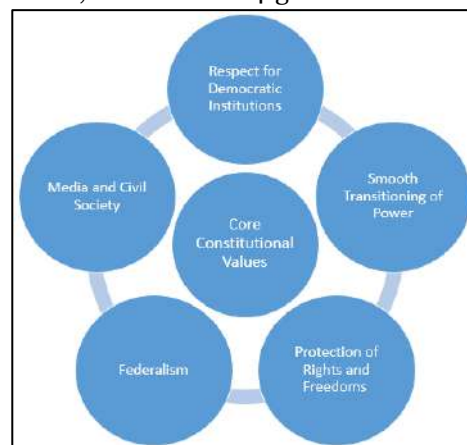 Respect for
Democratic
Institutions
Smooth
Transitioning of
Power
Media and Civil
Society
Core
Constitutional
Values
Federalism
Protection of
Rights and
Freedoms